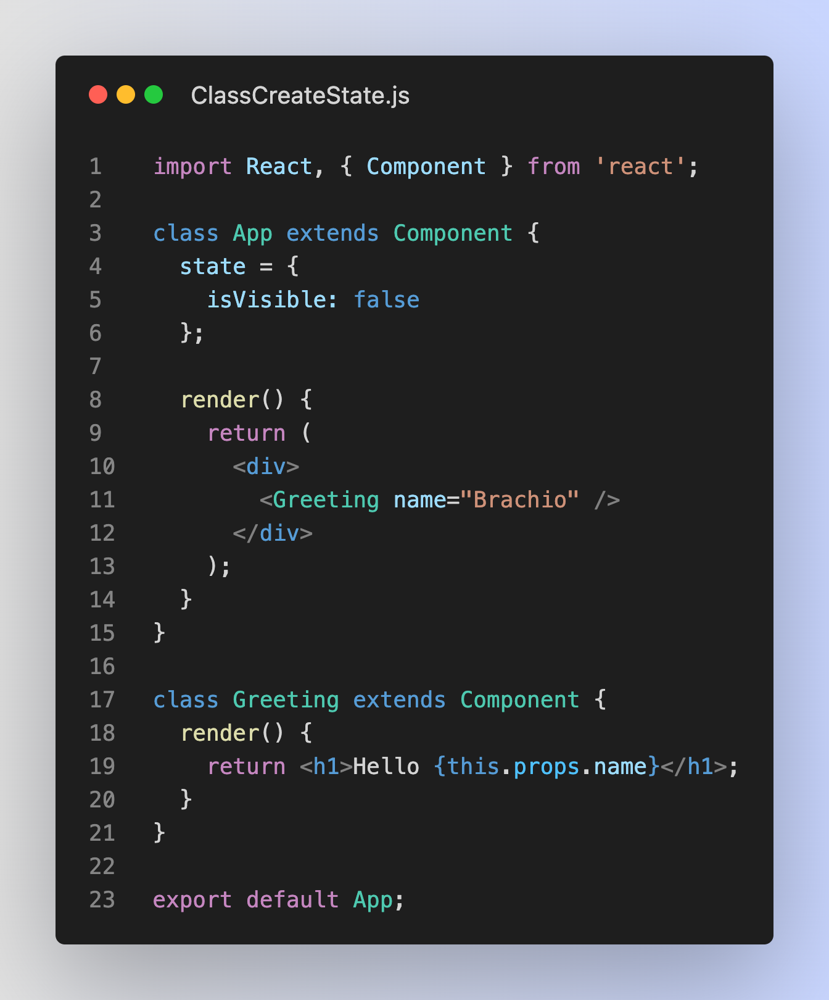 ClassCreateState.js
1 import React, { Component } from 'react';
2
3 class App extends Component {
4   state = {
5     isVisible: false
6   };
7
8   render() {
9     return (
10       <div>
11         <Greeting name="Brachio" />
12       </div>
13     );
14   }
15 }
16
17 class Greeting extends Component {
18   render() {
19     return <h1>Hello {this.props.name}</h1>;
20   }
21 }
22
23 export default App;